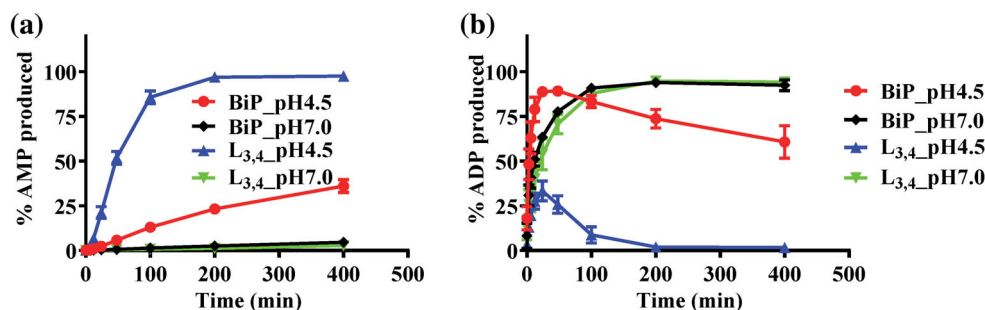 (a)
% AMP produced
100
75
50
25
0
BiP_pH4.5
BiP_pH7.0
L3,4_pH4.5
L3,4_pH7.0
0 100 200 300 400 500
Time (min)
(b)
% ADP produced
100
75
50
25
0
0 100 200 300 400 500
Time (min)
BiP_pH4.5
BiP_pH7.0
L3,4_pH4.5
L3,4_pH7.0